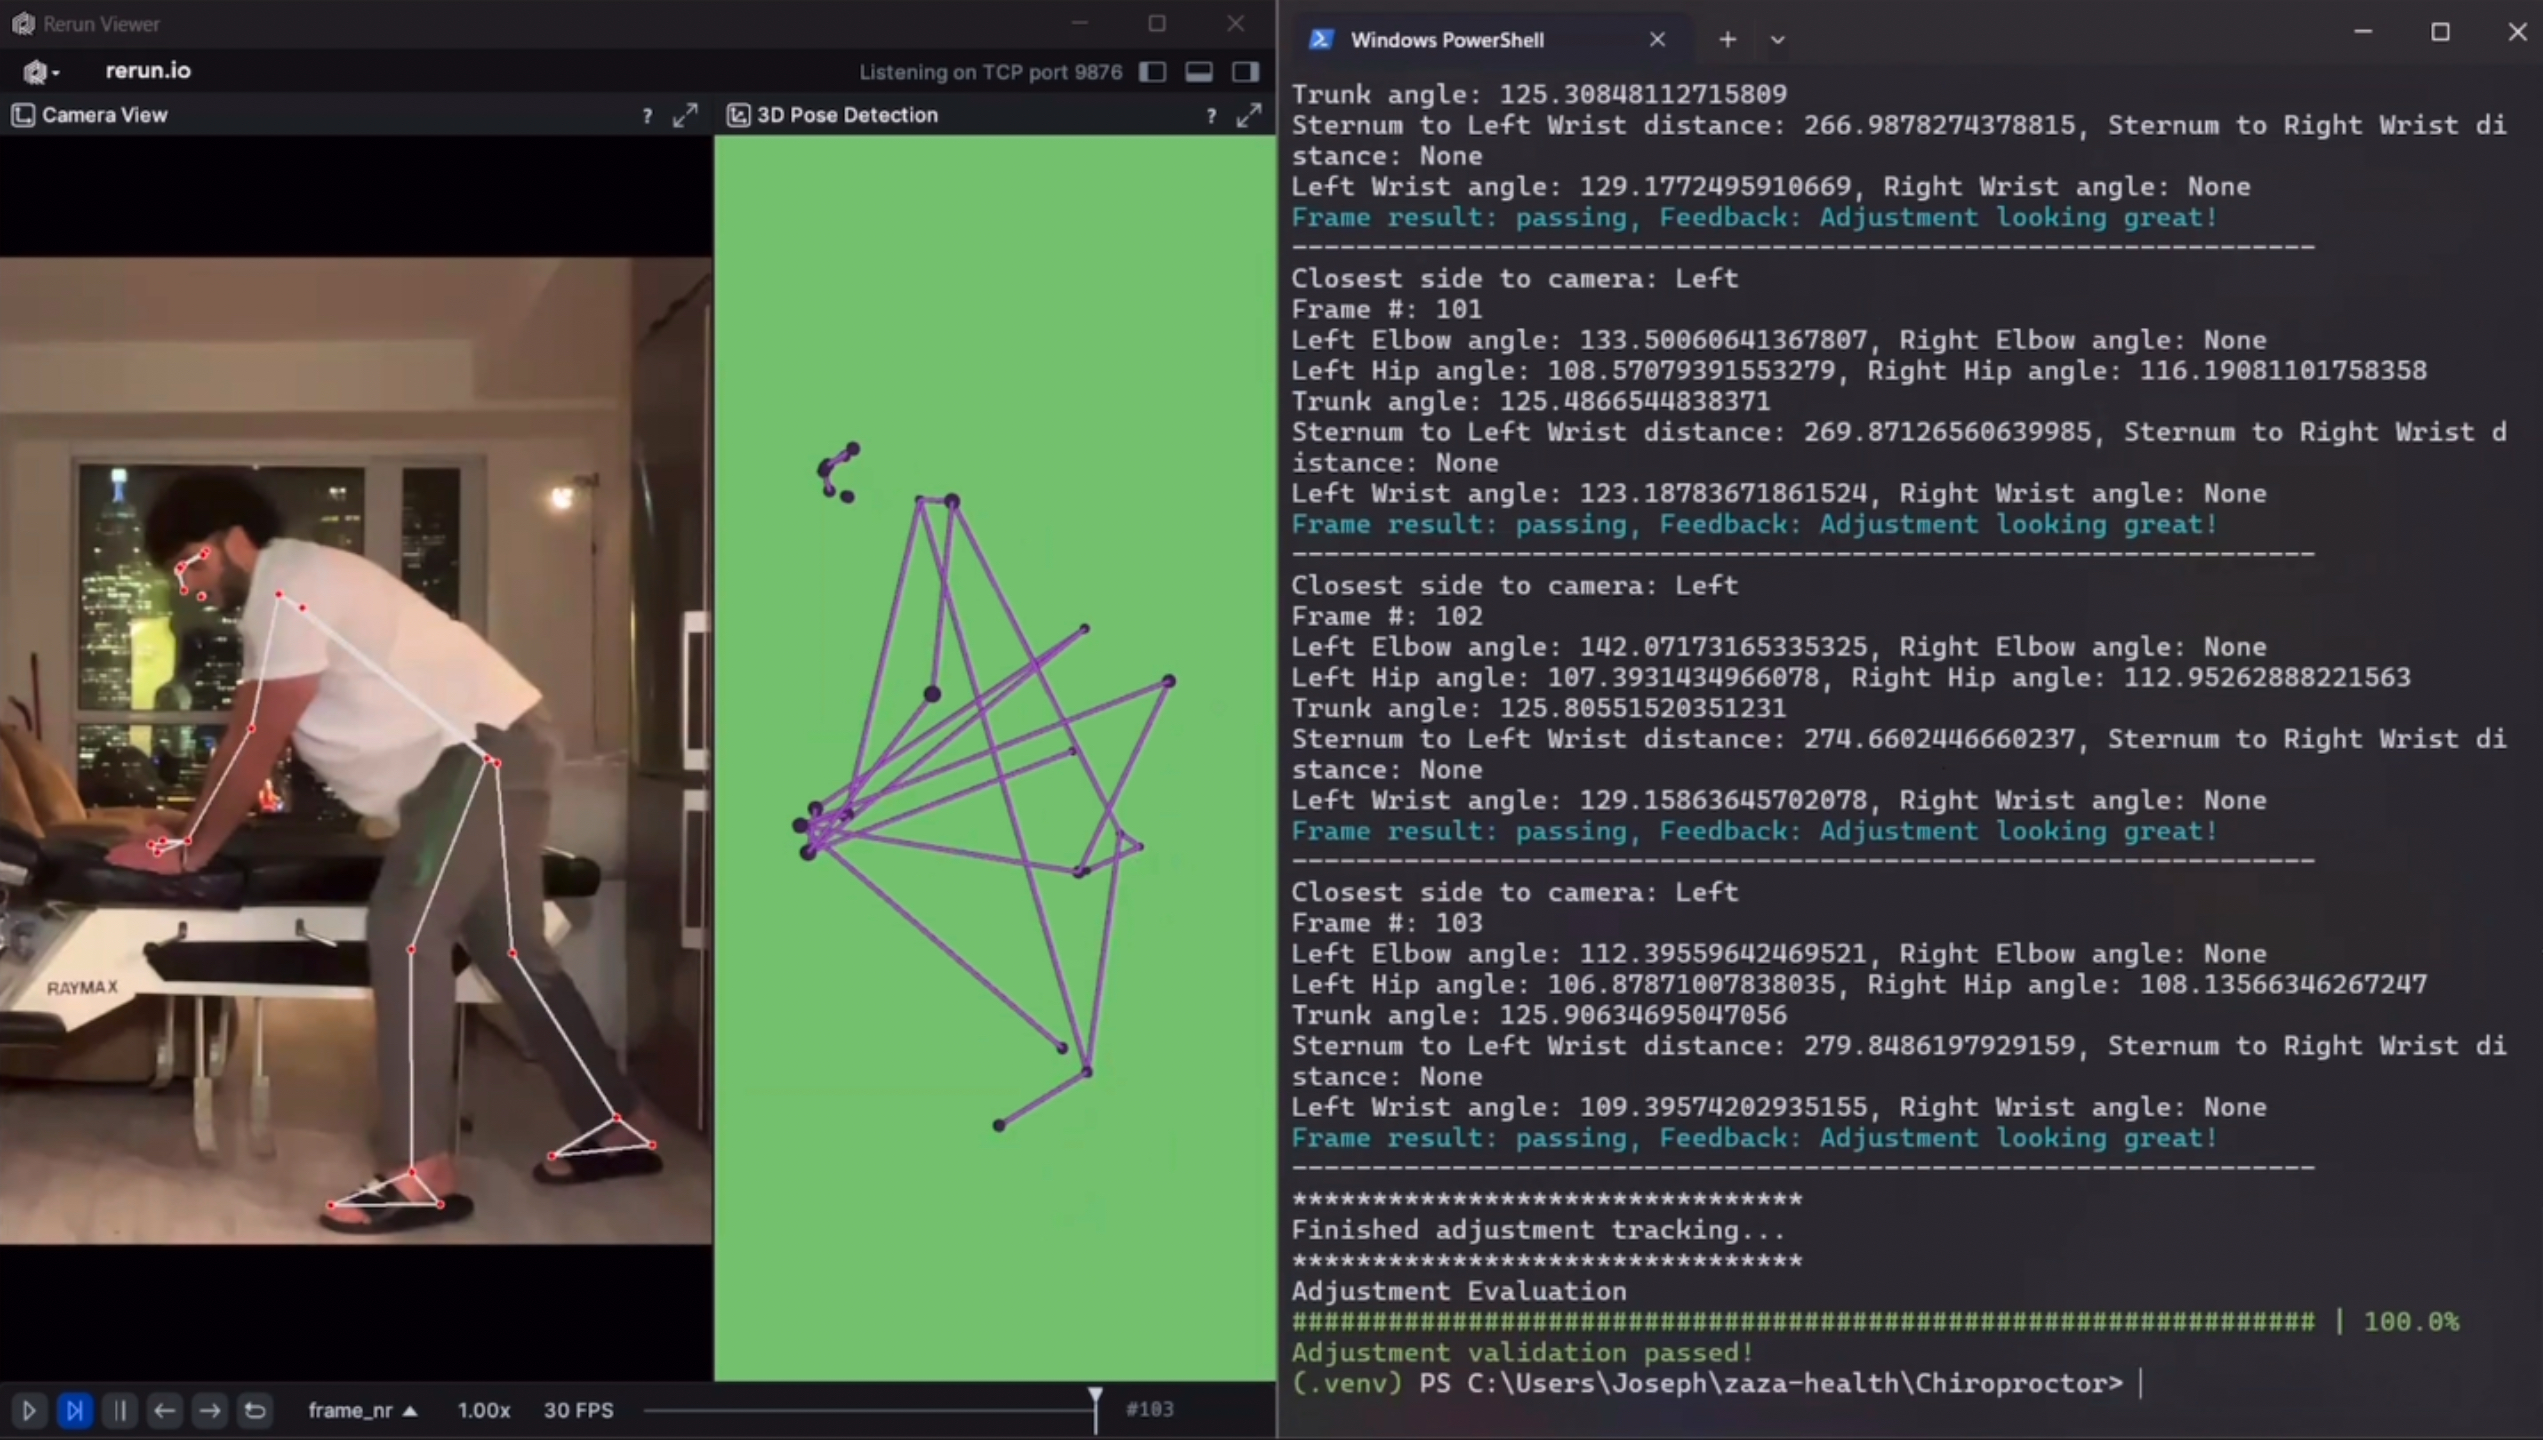 Rerun Viewer
rerun.io
Listening on TCP port 9876
Camera View
?
3D Pose Detection
?
RAYMAX
frame_nr
1.00x
30 FPS
#103
Windows PowerShell
Trunk angle: 125.30848112715809
Sternum to Left Wrist distance: 266.9878274378815, Sternum to Right Wrist di
stance: None
Left Wrist angle: 129.1772495910669, Right Wrist angle: None
Frame result: passing, Feedback: Adjustment looking great!
----------------------------------------------------------------
Closest side to camera: Left
Frame #: 101
Left Elbow angle: 133.50060641367807, Right Elbow angle: None
Left Hip angle: 108.57079391553279, Right Hip angle: 116.19081101758358
Trunk angle: 125.4866544838371
Sternum to Left Wrist distance: 269.87126560639985, Sternum to Right Wrist d
istance: None
Left Wrist angle: 123.18783671861524, Right Wrist angle: None
Frame result: passing, Feedback: Adjustment looking great!
----------------------------------------------------------------
Closest side to camera: Left
Frame #: 102
Left Elbow angle: 142.07173165335325, Right Elbow angle: None
Left Hip angle: 107.3931434966078, Right Hip angle: 112.95262888221563
Trunk angle: 125.80551520351231
Sternum to Left Wrist distance: 274.6602446660237, Sternum to Right Wrist di
stance: None
Left Wrist angle: 129.15863645702078, Right Wrist angle: None
Frame result: passing, Feedback: Adjustment looking great!
----------------------------------------------------------------
Closest side to camera: Left
Frame #: 103
Left Elbow angle: 112.39559642469521, Right Elbow angle: None
Left Hip angle: 106.87871007838035, Right Hip angle: 108.13566346267247
Trunk angle: 125.90634695047056
Sternum to Left Wrist distance: 279.8486197929159, Sternum to Right Wrist di
stance: None
Left Wrist angle: 109.39574202935155, Right Wrist angle: None
Frame result: passing, Feedback: Adjustment looking great!
----------------------------------------------------------------
********************************
Finished adjustment tracking...
********************************
Adjustment Evaluation
################################################################ | 100.0%
Adjustment validation passed!
(.venv) PS C:\Users\Joseph\zaza-health\Chiroproctor>